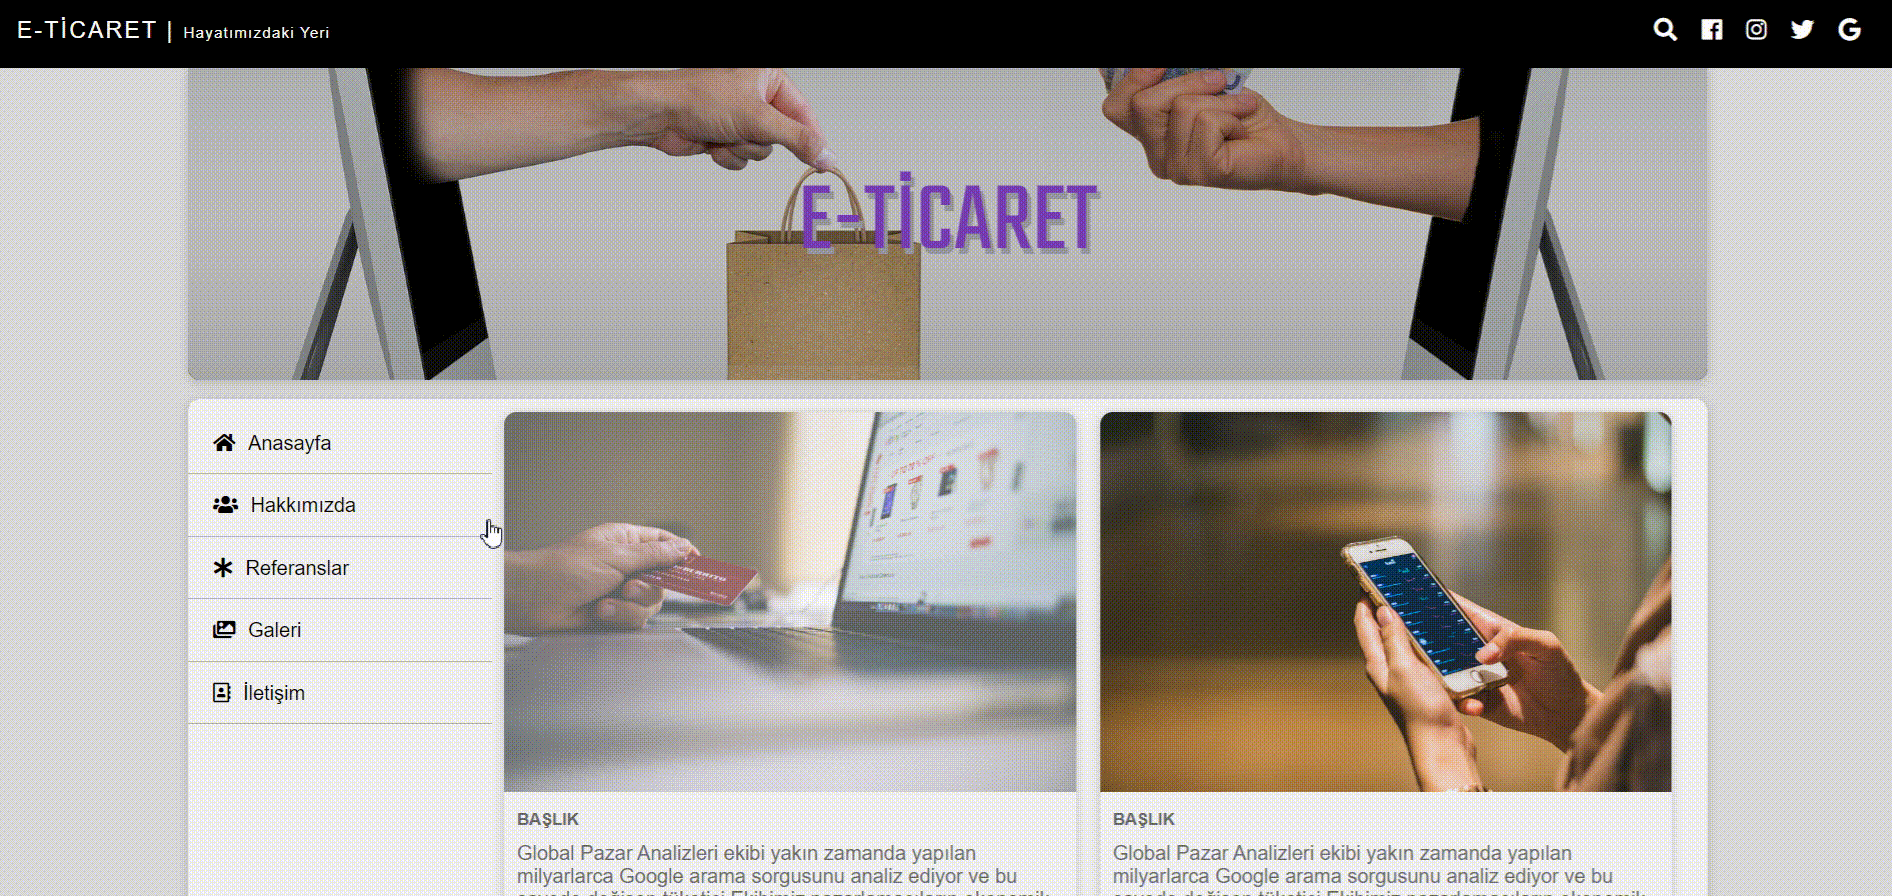 E-TİCARET | Hayatımızdaki Yeri
E-TİCARET
Anasayfa
Hakkımızda
Referanslar
Galeri
İletişim
BAŞLIK
Global Pazar Analizleri ekibi yakın zamanda yapılan
milyarlarca Google arama sorgusunu analiz ediyor ve bu
BAŞLIK
Global Pazar Analizleri ekibi yakın zamanda yapılan
milyarlarca Google arama sorgusunu analiz ediyor ve bu